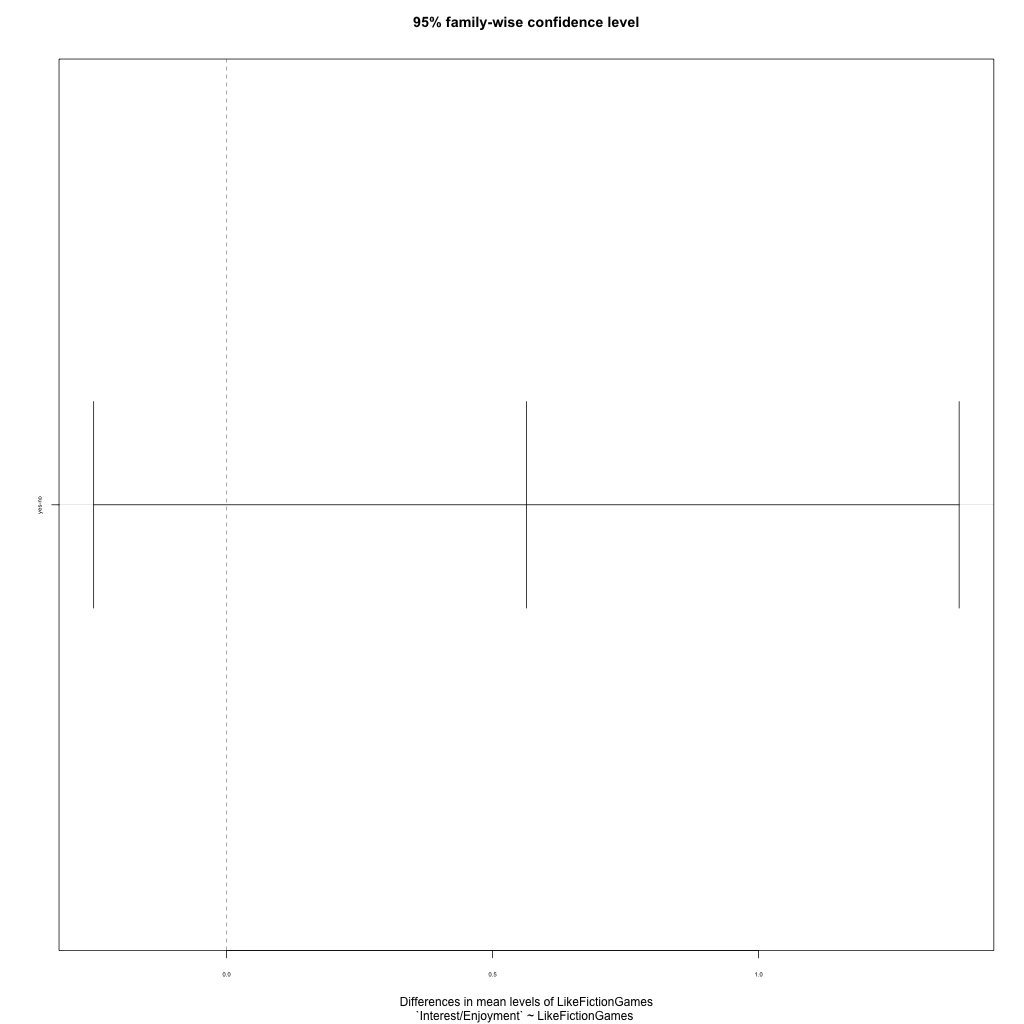 95% family-wise confidence level
yes-no
0.0
0.5
1.0
Differences in mean levels of LikeFictionGames
`Interest/Enjoyment` ~ LikeFictionGames